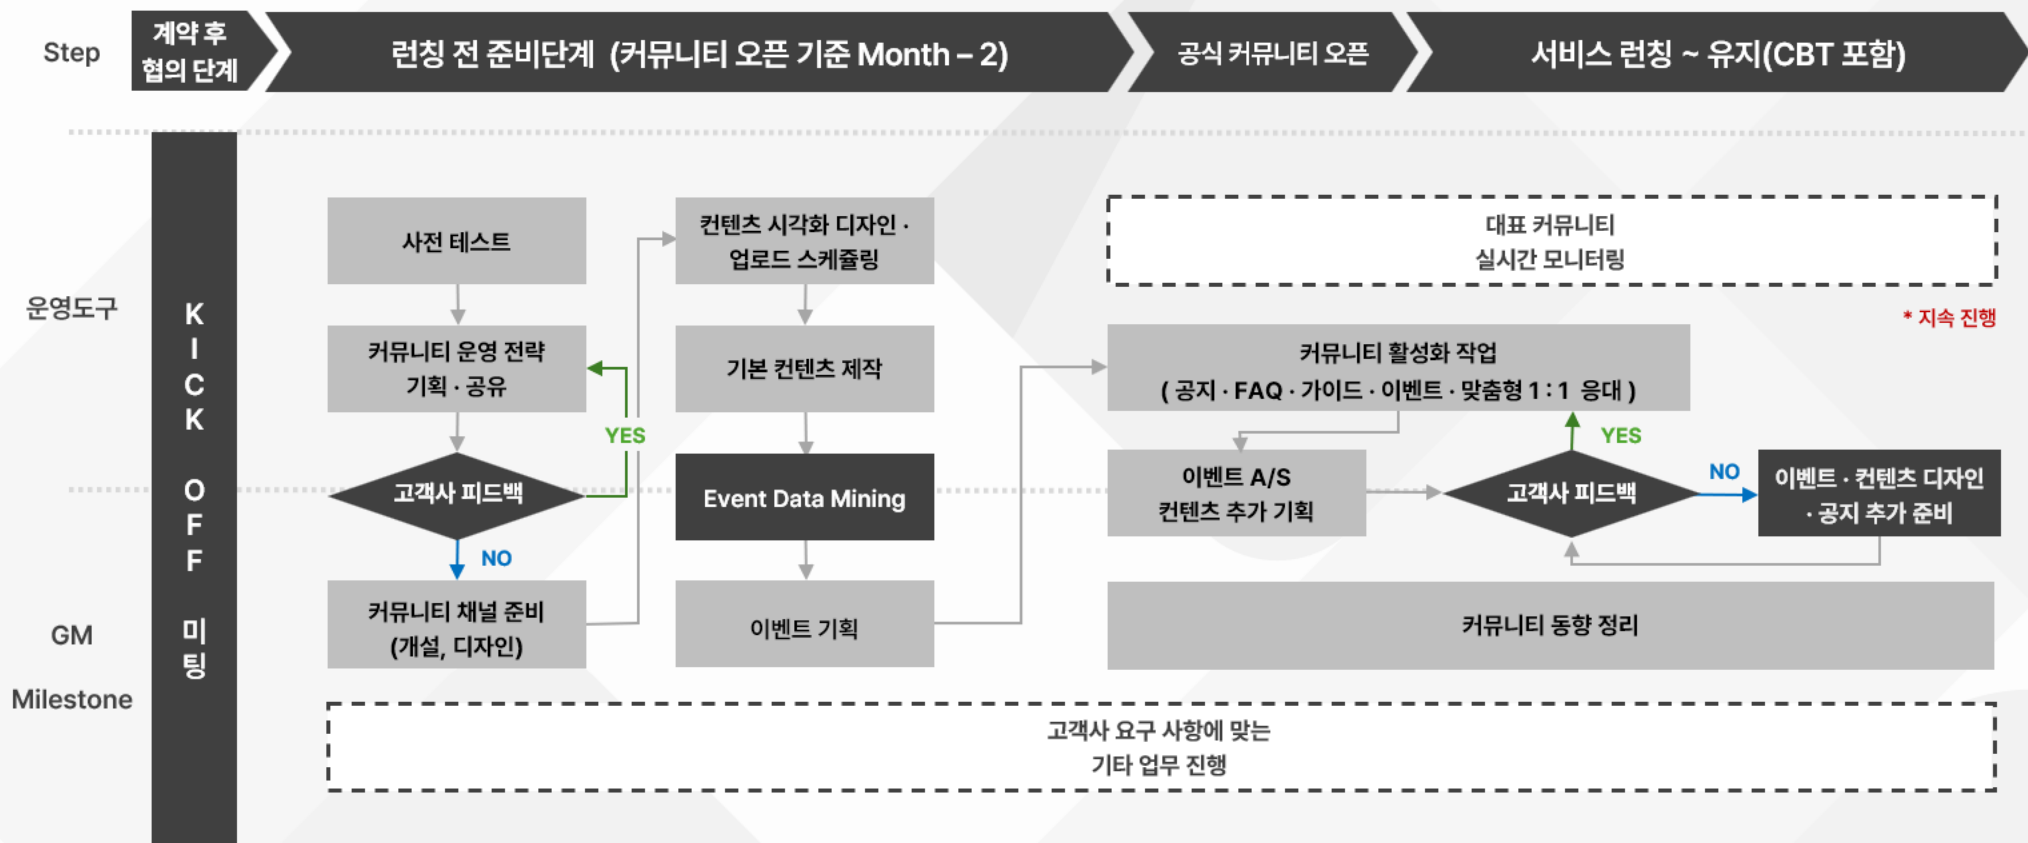 Step
계약 후
협의 단계
런칭 전 준비단계 (커뮤니티 오픈 기준 Month – 2)
공식 커뮤니티 오픈
서비스 런칭 ~ 유지(CBT 포함)
운영도구
GM
Milestone
KICK OFF 미팅
사전 테스트
커뮤니티 운영 전략
기획 · 공유
고객사 피드백
YES
NO
커뮤니티 채널 준비
(개설, 디자인)
컨텐츠 시각화 디자인 ·
업로드 스케쥴링
기본 컨텐츠 제작
Event Data Mining
이벤트 기획
대표 커뮤니티
실시간 모니터링
* 지속 진행
커뮤니티 활성화 작업
( 공지 · FAQ · 가이드 · 이벤트 · 맞춤형 1 : 1 응대 )
이벤트 A/S
컨텐츠 추가 기획
고객사 피드백
YES
NO
이벤트 · 컨텐츠 디자인
· 공지 추가 준비
커뮤니티 동향 정리
고객사 요구 사항에 맞는
기타 업무 진행